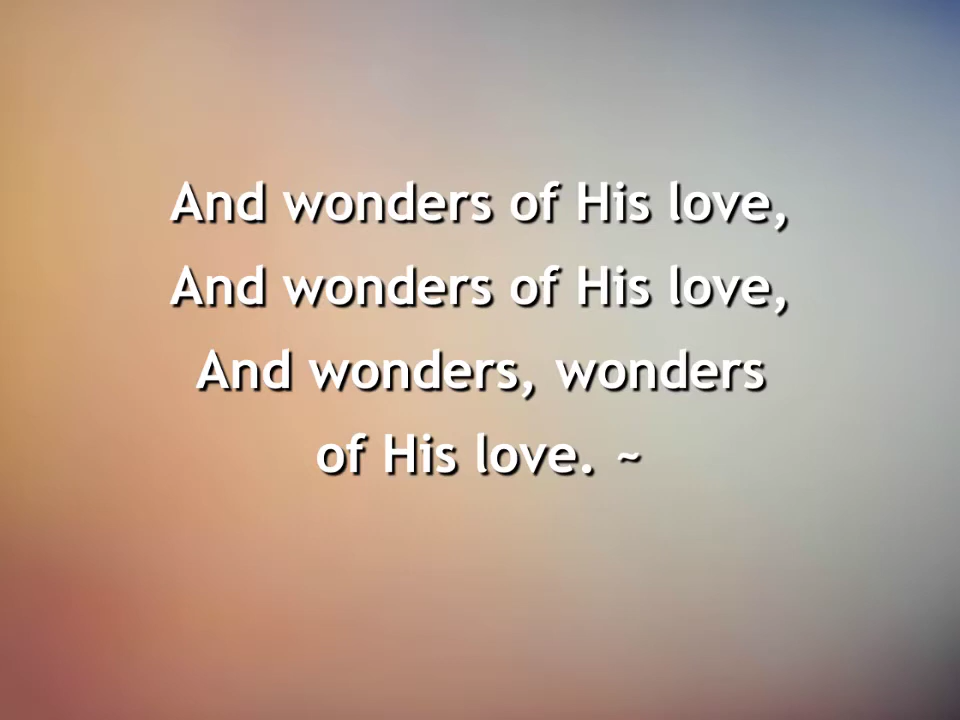 And wonders of His love,
And wonders of His love,
And wonders, wonders
of His love. ~